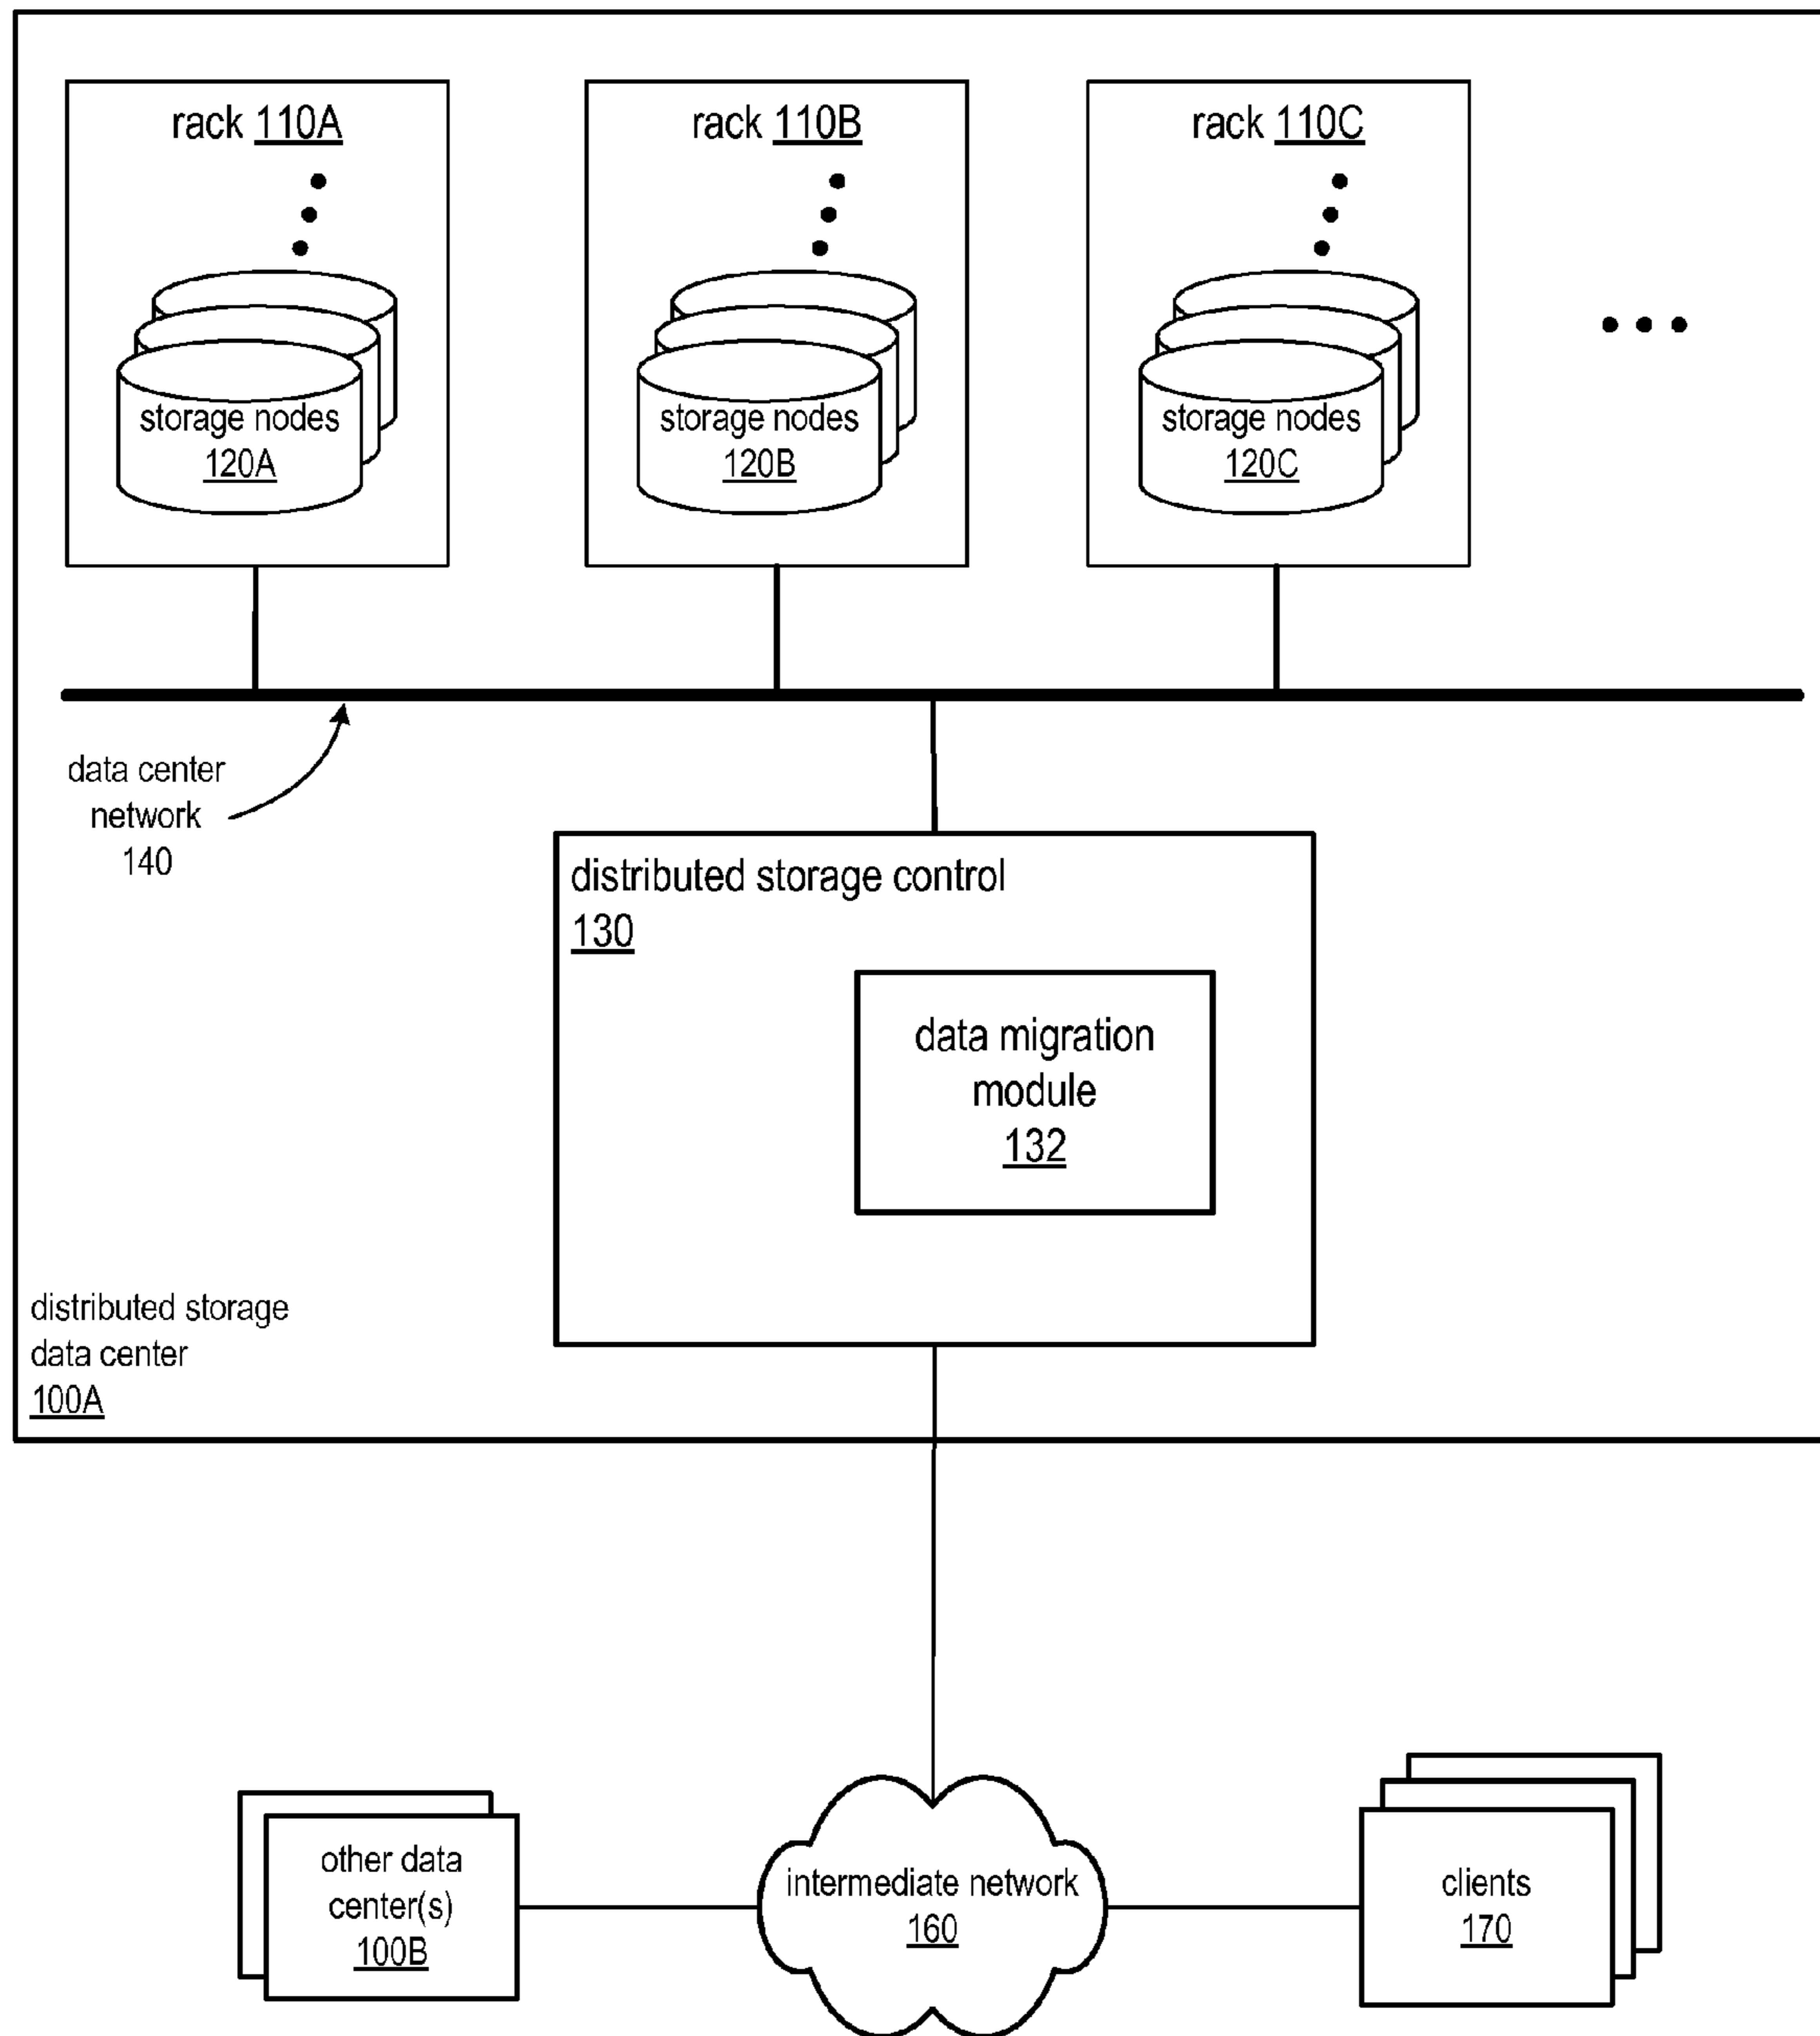 rack 110A
rack 110B
rack 110C
storage nodes
120A
storage nodes
120B
storage nodes
120C
data center
network
140
distributed storage control
130
data migration
module
132
distributed storage
data center
100A
other data
center(s)
100B
intermediate network
160
clients
170